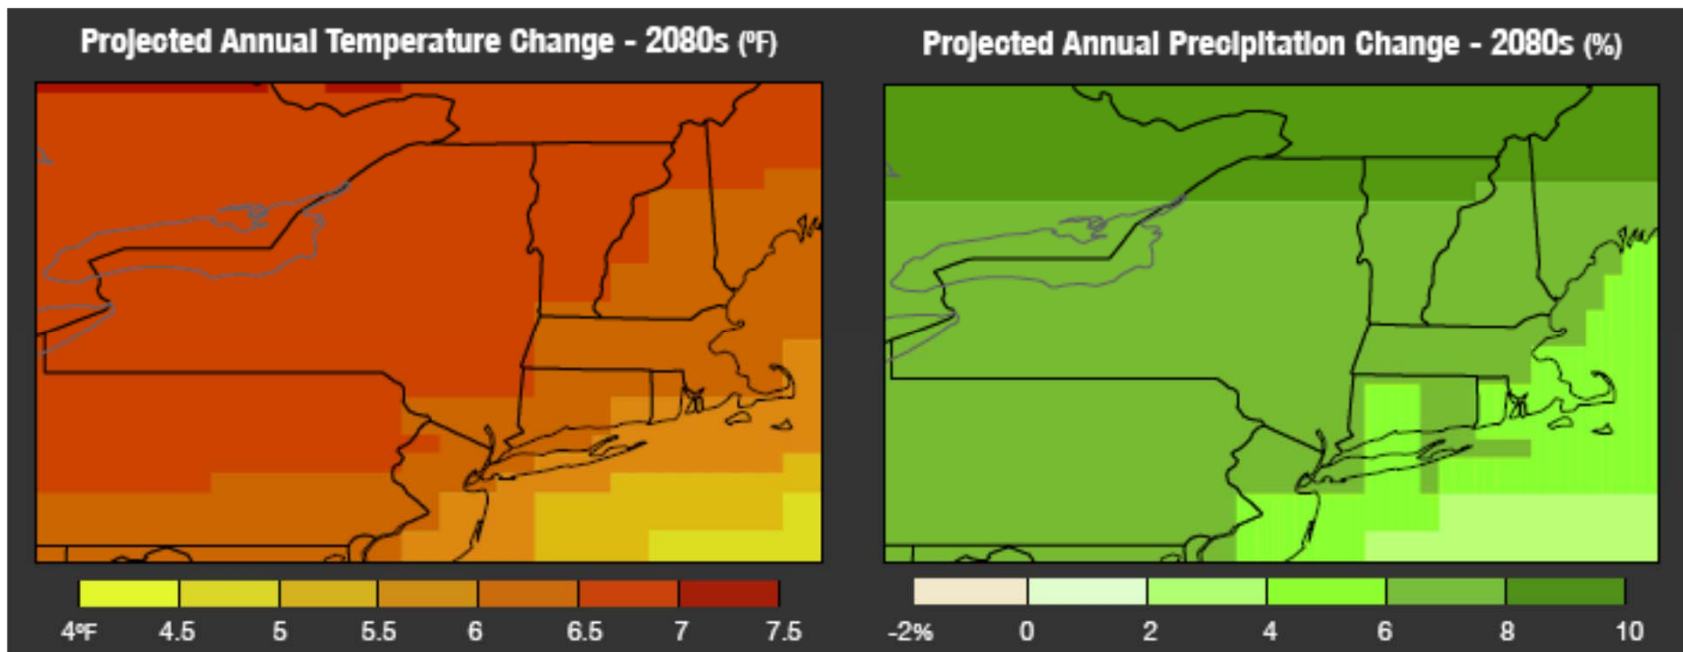 Projected Annual Temperature Change - 2080s (ºF)
4ºF 4.5 5 5.5 6 6.5 7 7.5
Projected Annual Precipitation Change - 2080s (%)
-2% 0 2 4 6 8 10